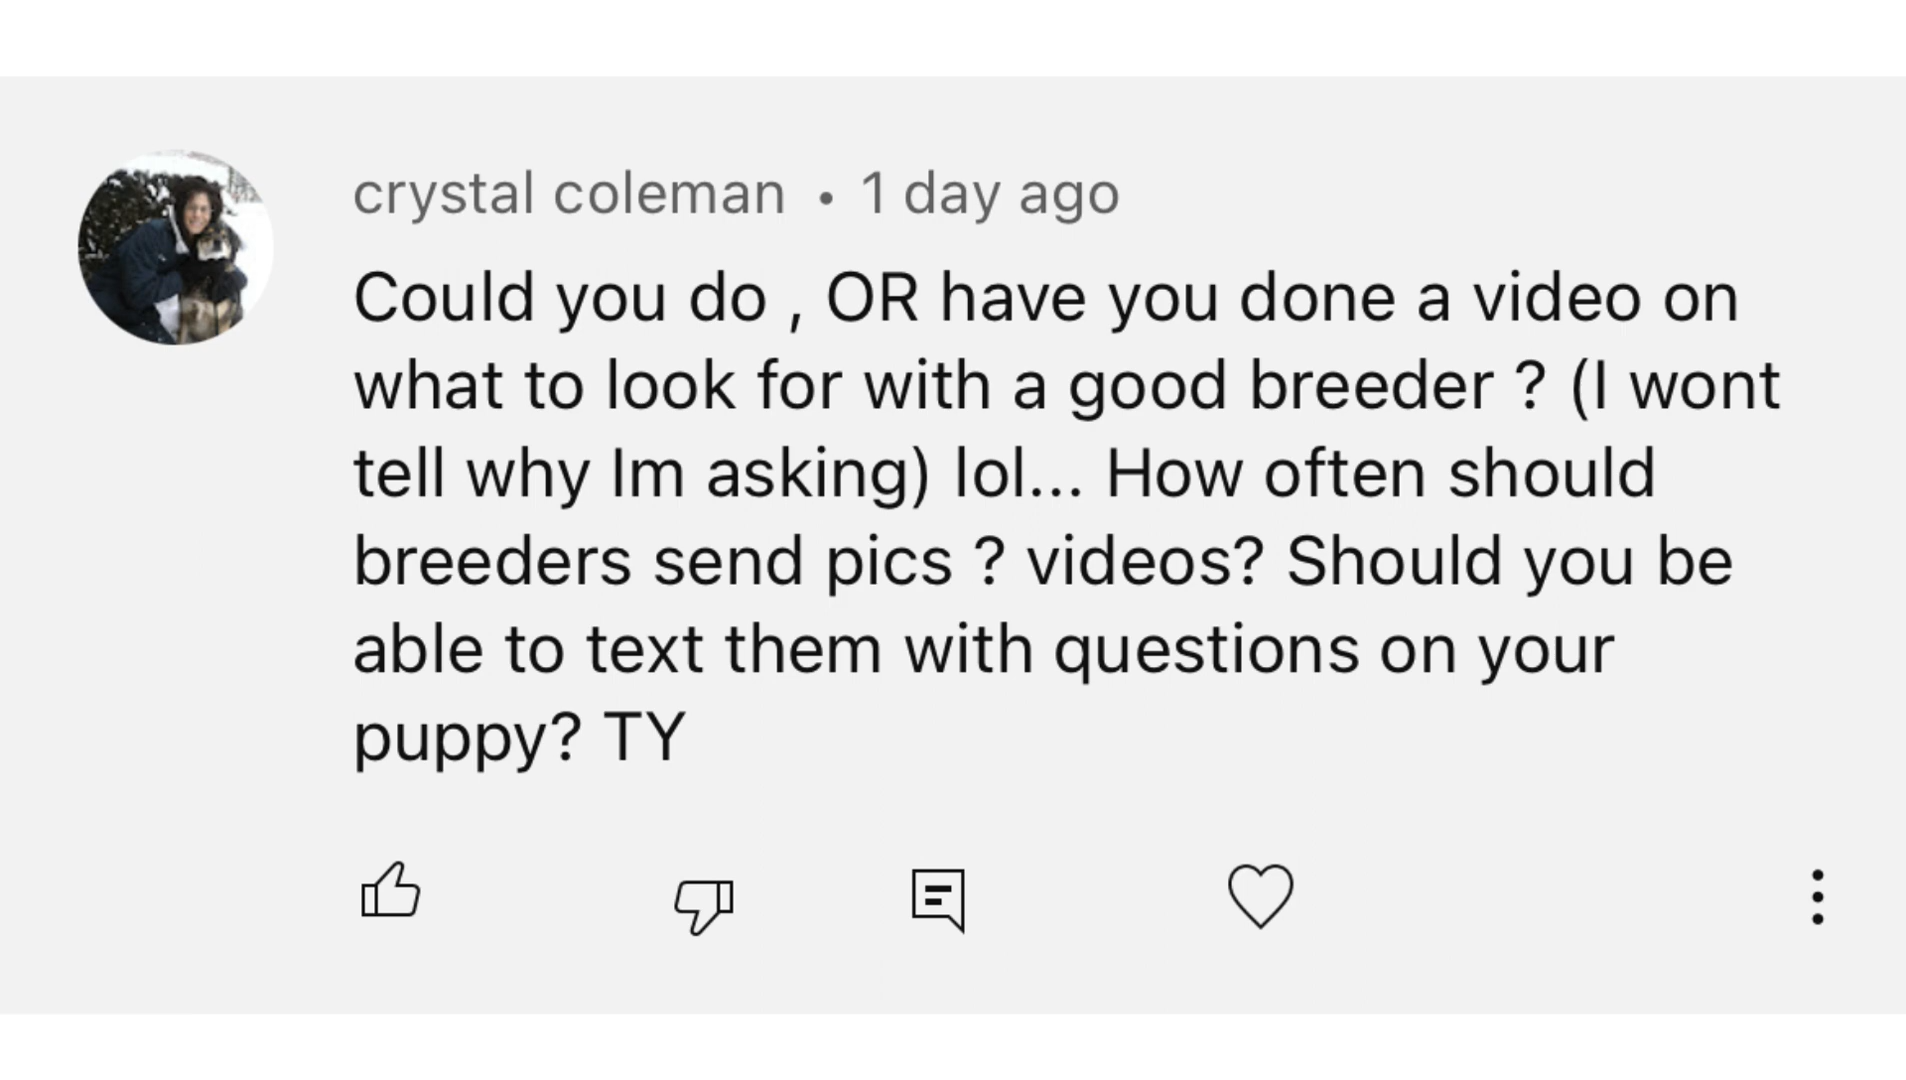 crystal coleman • 1 day ago
Could you do , OR have you done a video on
what to look for with a good breeder ? (I wont
tell why Im asking) lol... How often should
breeders send pics ? videos? Should you be
able to text them with questions on your
puppy? TY